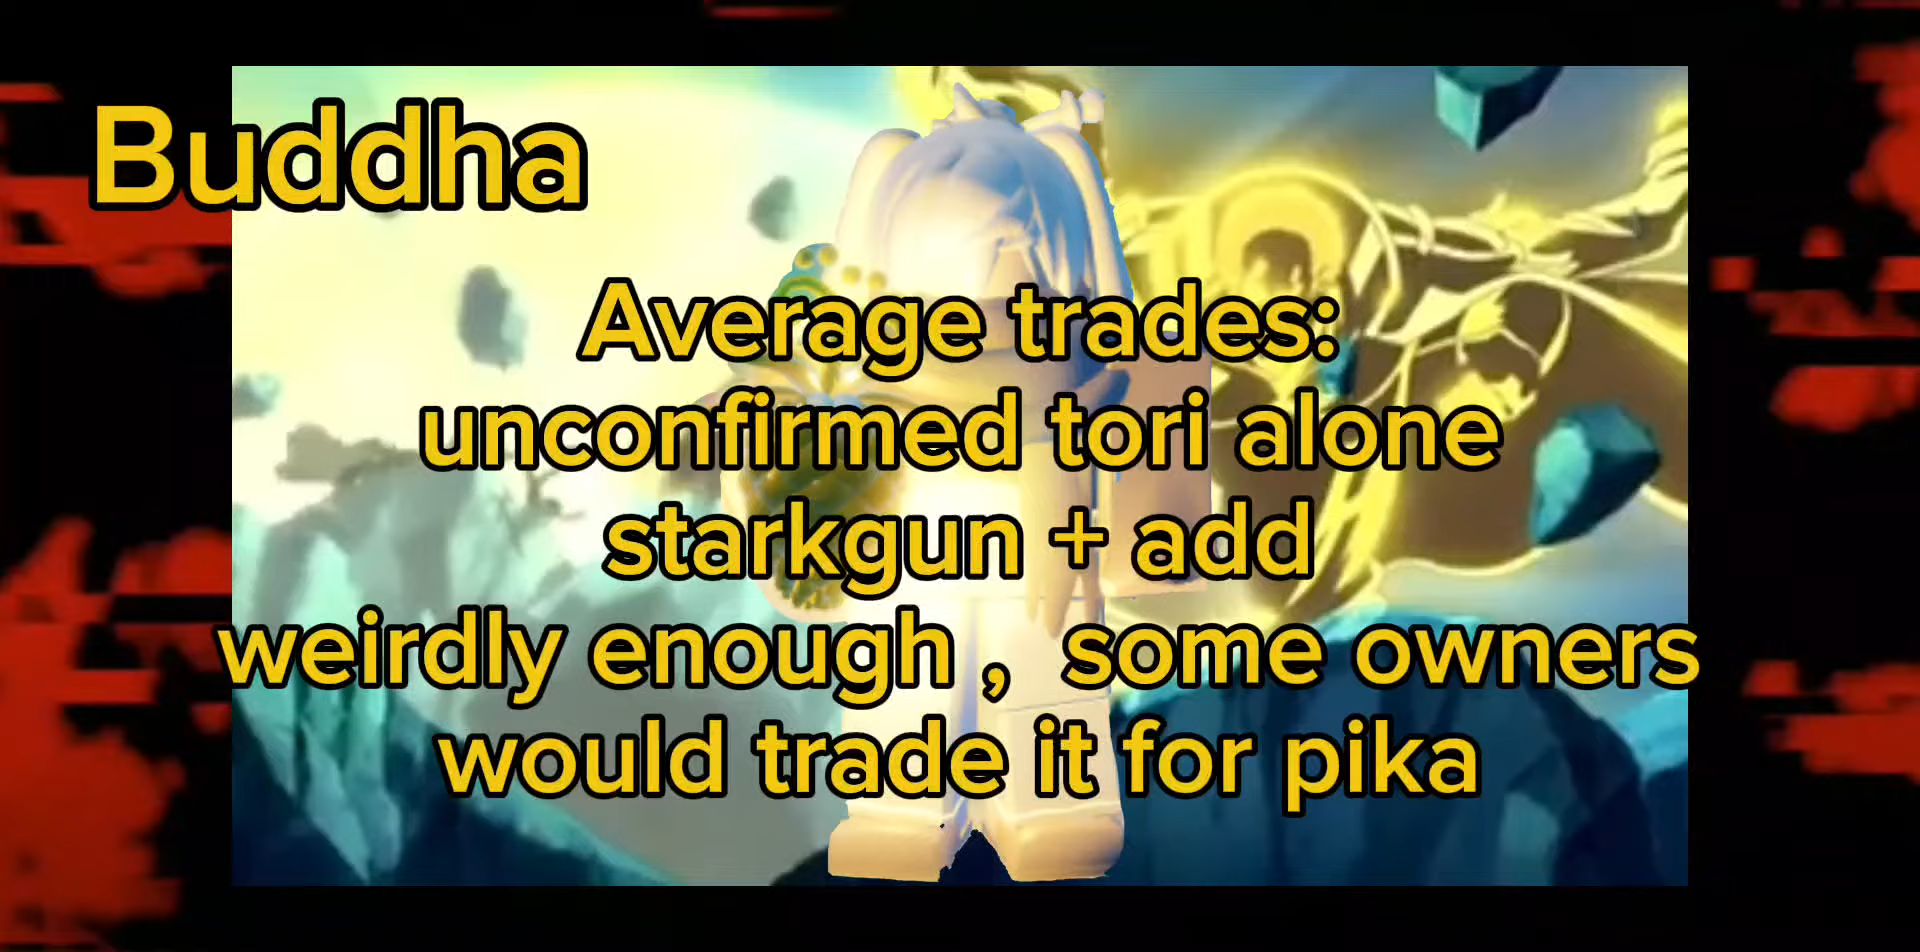 Buddha
Average trades:
unconfirmed tori alone
starkgun + add
weirdly enough , some owners
would trade it for pika